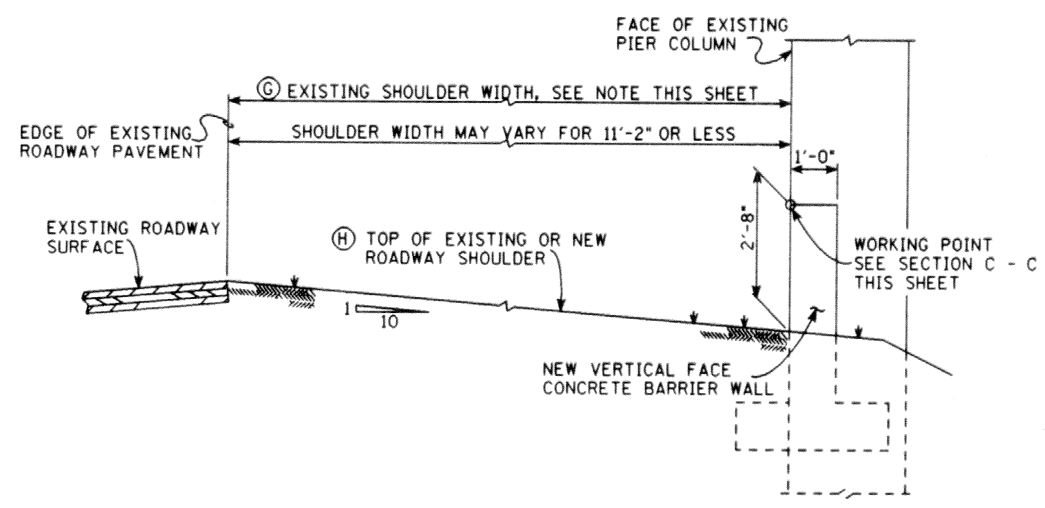 FACE OF EXISTING
PIER COLUMN
G EXISTING SHOULDER WIDTH, SEE NOTE THIS SHEET
EDGE OF EXISTING
ROADWAY PAVEMENT
SHOULDER WIDTH MAY VARY FOR 11'-2" OR LESS
1'-0"
2'-8"
EXISTING ROADWAY
SURFACE
H TOP OF EXISTING OR NEW
ROADWAY SHOULDER
WORKING POINT
SEE SECTION C - C
THIS SHEET
1
10
NEW VERTICAL FACE
CONCRETE BARRIER WALL